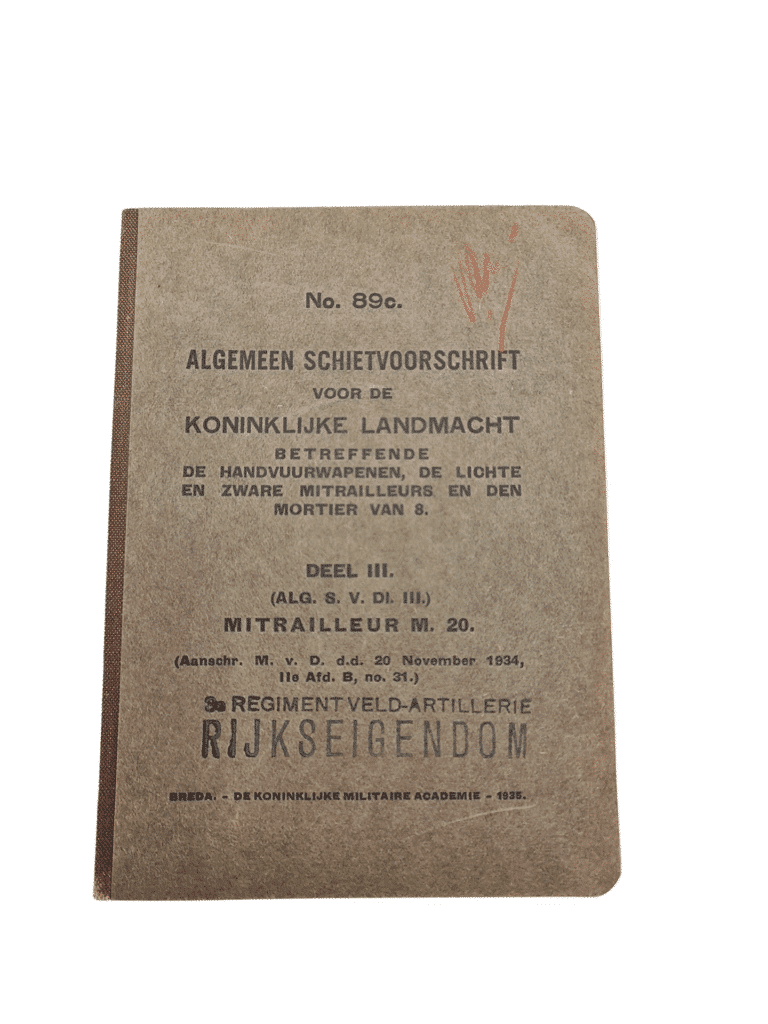 No. 89c.
ALGEMEEN SCHIETVOORSCHRIFT
VOOR DE
KONINKLIJKE LANDMACHT
BETREFFENDE
DE HANDVUURWAPENEN, DE LICHTE
EN ZWARE MITRAILLEURS EN DEN
MORTIER VAN 8.
DEEL III.
(ALG. S. V. Dl. III.)
MITRAILLEUR M. 20.
(Aanschr. M. v. D. d.d. 20 November 1934,
IIe Afd. B, no. 31.)
3e REGIMENT VELD-ARTILLERIE
RIJKSEIGENDOM
BREDA. - DE KONINKLIJKE MILITAIRE ACADEMIE - 1935.